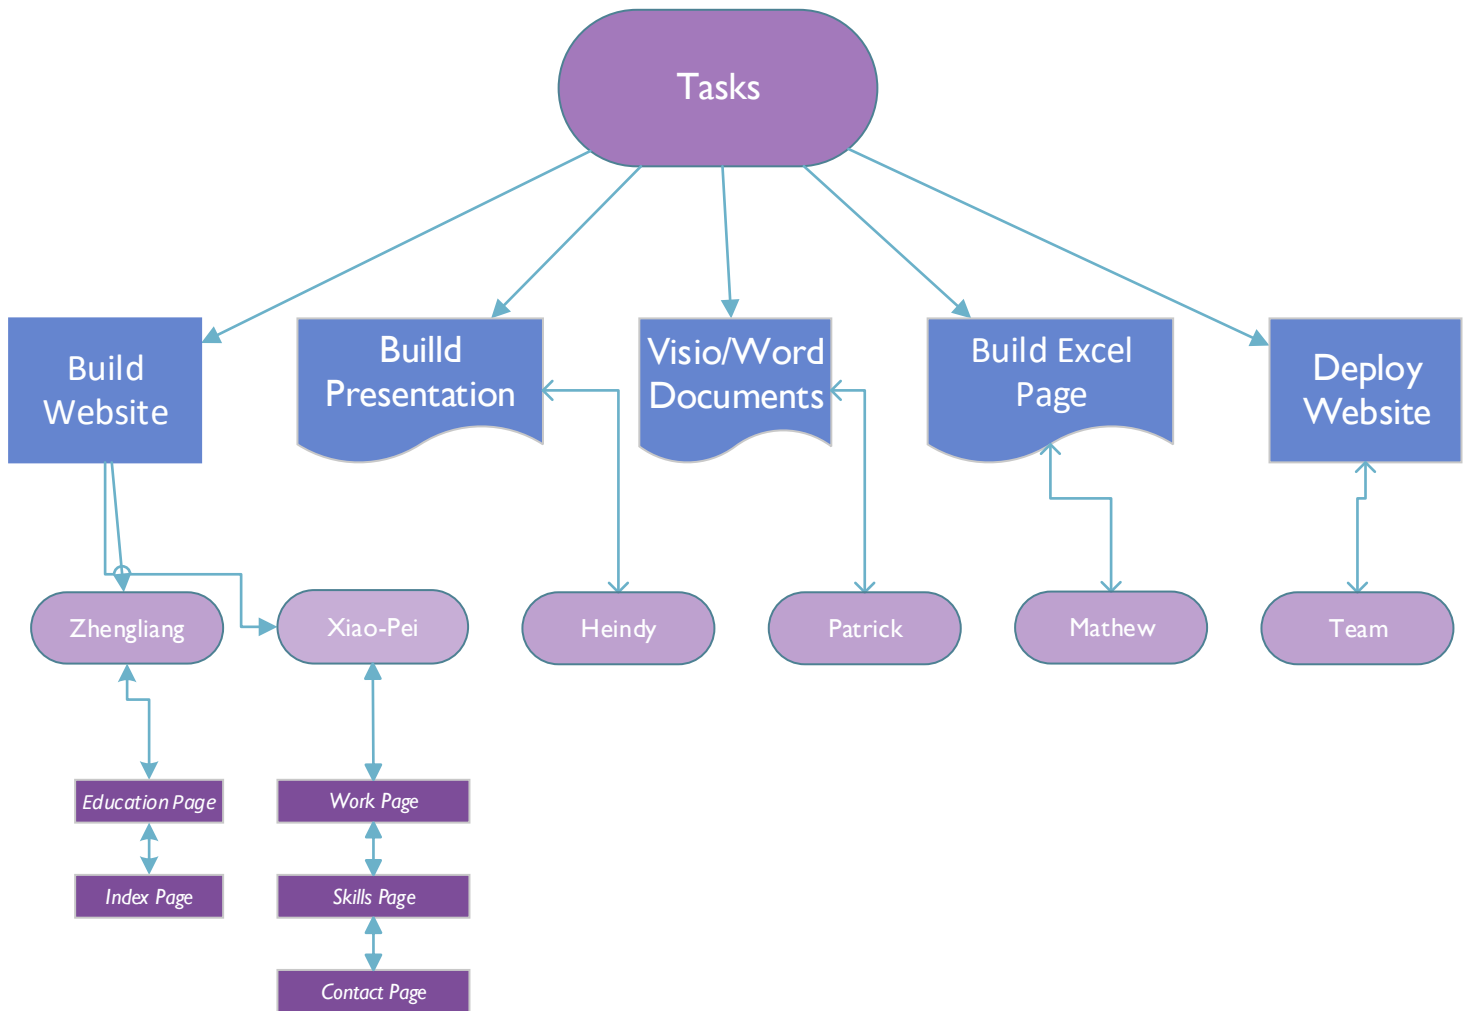 Tasks
Build
Website
Builld
Presentation
Visio/Word
Documents
Build Excel
Page
Deploy
Website
Zhengliang
Xiao-Pei
Heindy
Patrick
Mathew
Team
Education Page
Work Page
Index Page
Skills Page
Contact Page